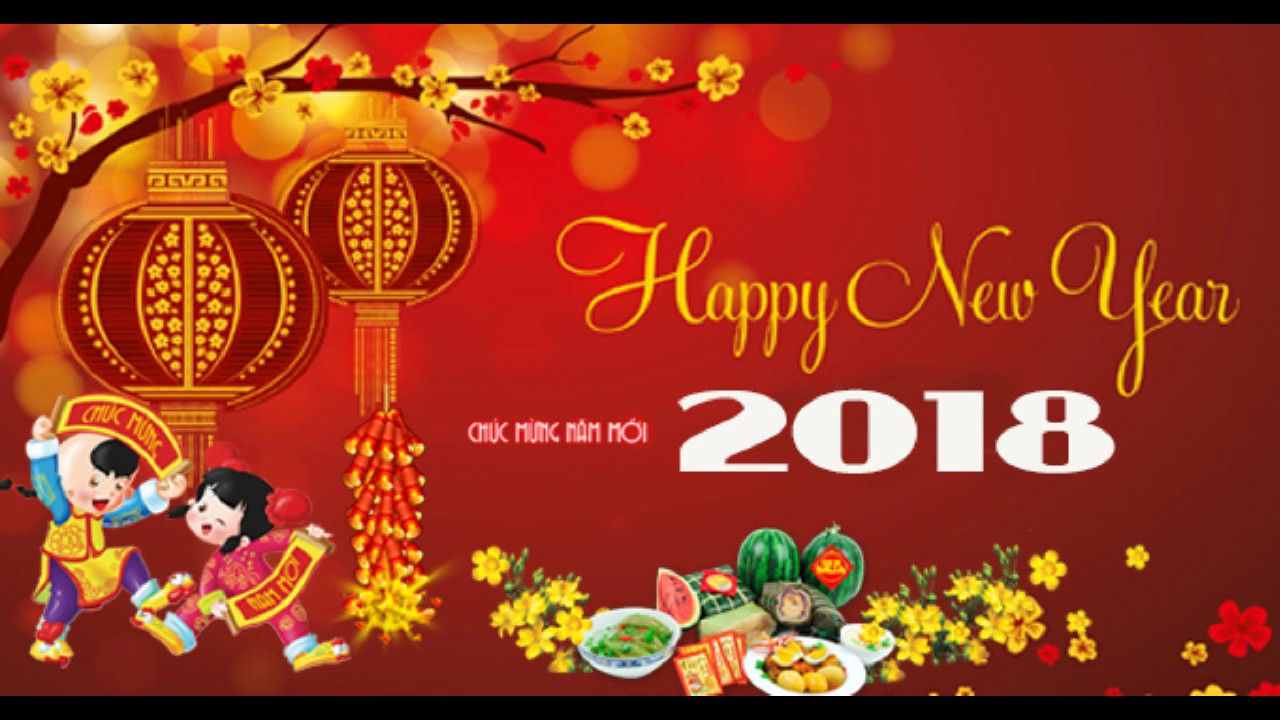 Happy New Year
CHÚC MỪNG NĂM MỚI 2018
CHÚC MỪNG
NĂM MỚI